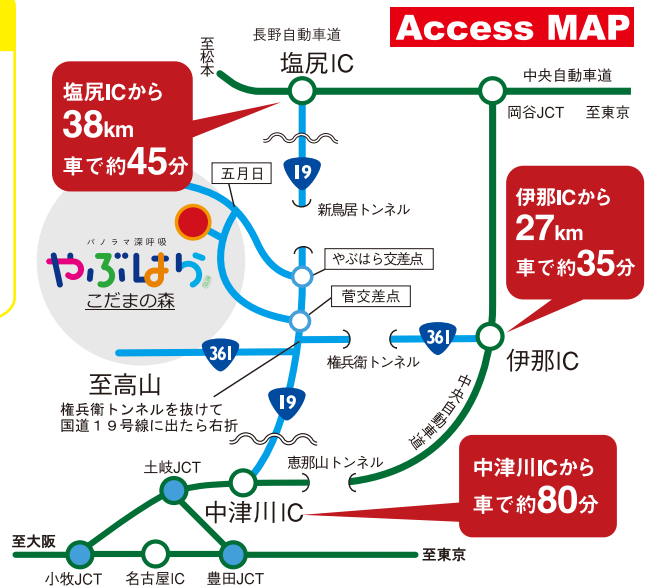 Access MAP
長野自動車道
至松本
塩尻IC
中央自動車道
岡谷JCT
至東京
塩尻ICから
38km
車で約45分
19
五月日
新鳥居トンネル
伊那ICから
27km
車で約35分
パノラマ深呼吸
やぶはら
こだまの森
やぶはら交差点
菅交差点
361
361
権兵衛トンネル
伊那IC
至高山
権兵衛トンネルを抜けて
国道19号線に出たら右折
19
中央自動車道
恵那山トンネル
土岐JCT
中津川IC
中津川ICから
車で約80分
至大阪
至東京
小牧JCT
名古屋IC
豊田JCT